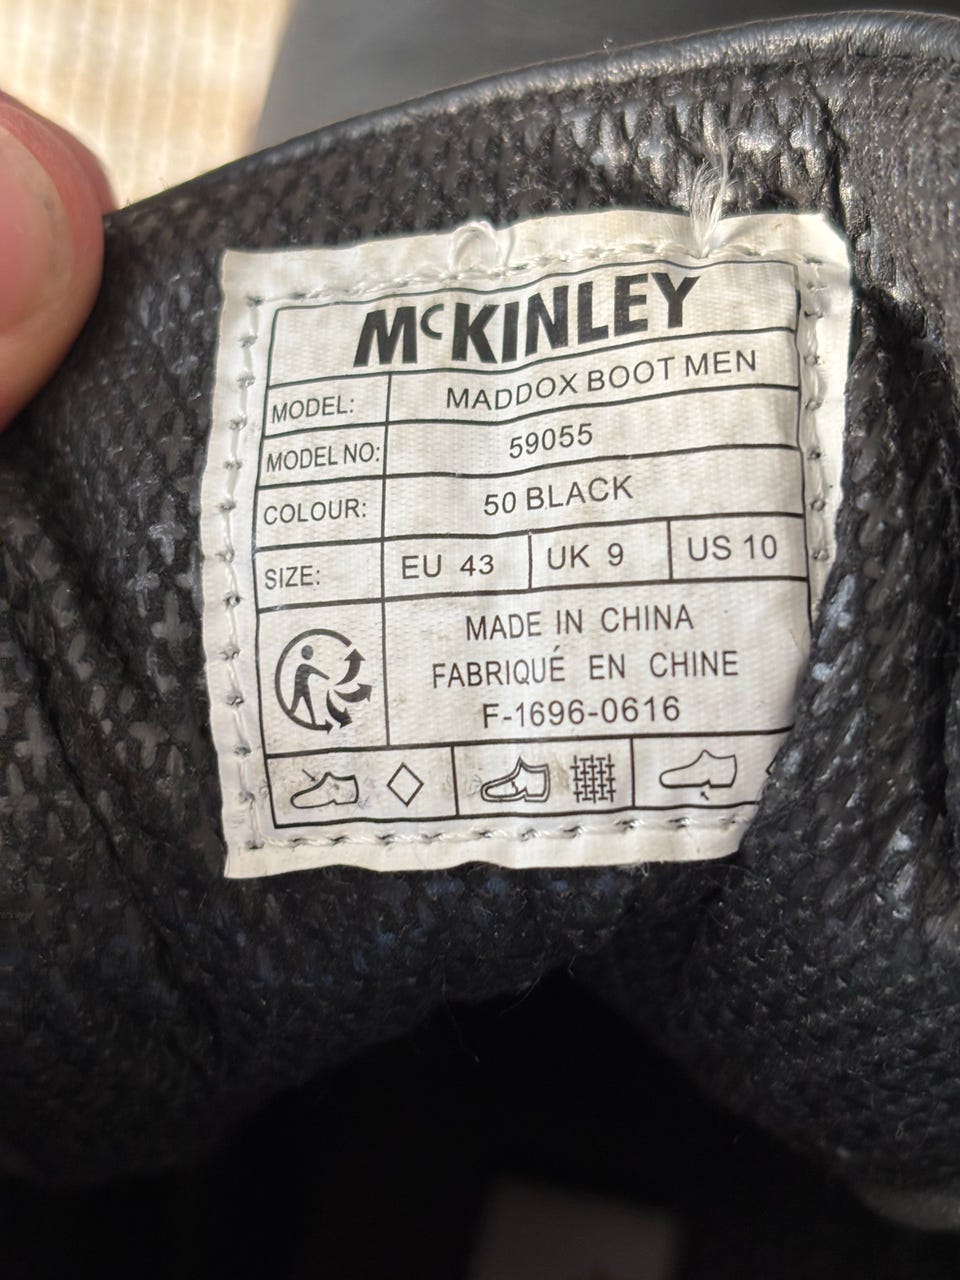 McKINLEY
MODEL: MADDOX BOOT MEN
MODEL NO: 59055
COLOUR: 50 BLACK
SIZE: EU 43 UK 9 US 10
MADE IN CHINA
FABRIQUÉ EN CHINE
F-1696-0616